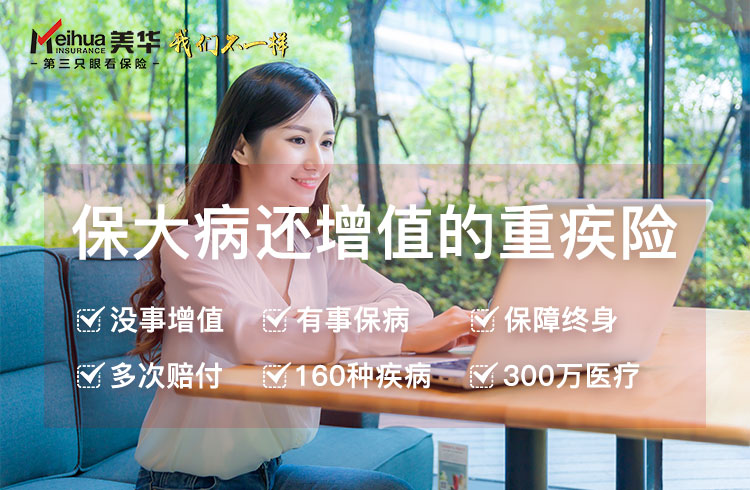 Meihua 美华 我们不一样
INSURANCE
第三只眼看保险
保大病还增值的重疾险
没事增值 有事保病 保障终身
多次赔付 160种疾病 300万医疗